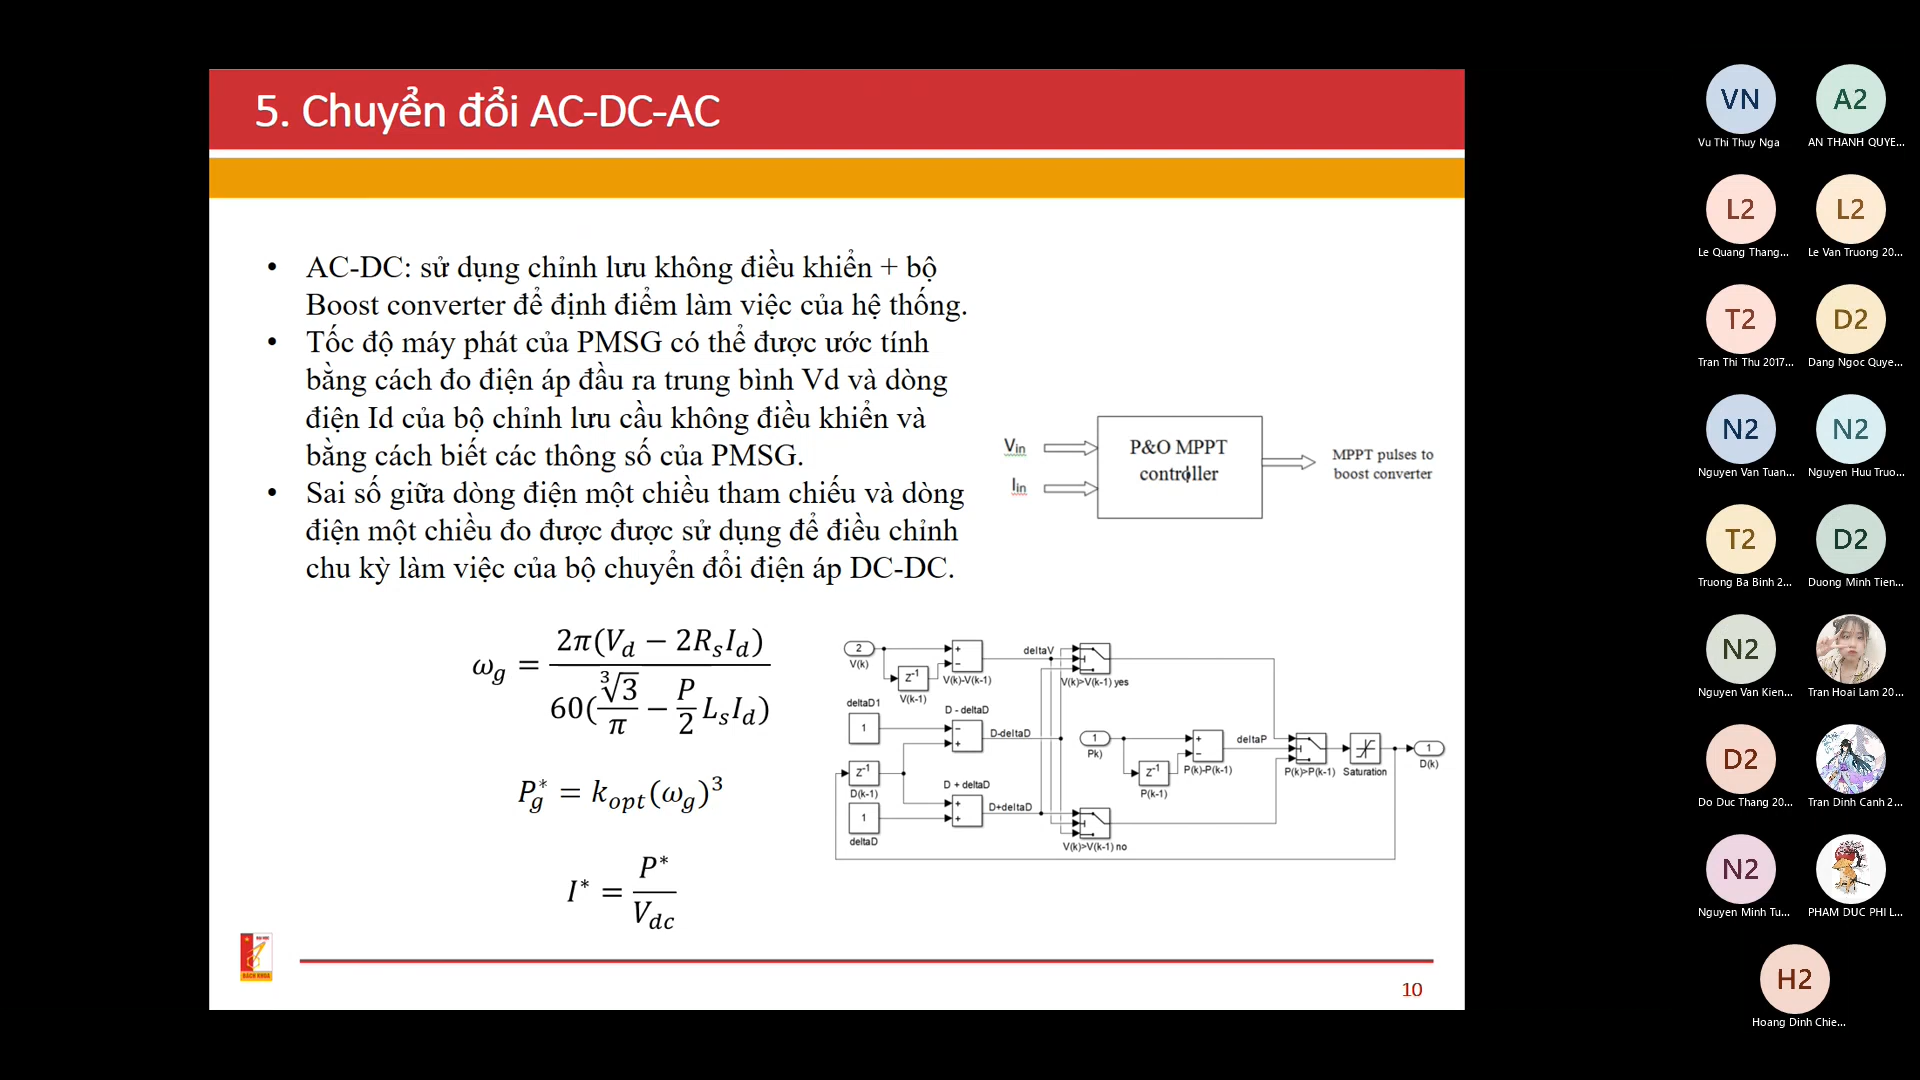 5. Chuyển đổi AC-DC-AC
• AC-DC: sử dụng chỉnh lưu không điều khiển + bộ
Boost converter để định điểm làm việc của hệ thống.
• Tốc độ máy phát của PMSG có thể được ước tính
bằng cách đo điện áp đầu ra trung bình Vd và dòng
điện Id của bộ chỉnh lưu cầu không điều khiển và
bằng cách biết các thông số của PMSG.
• Sai số giữa dòng điện một chiều tham chiếu và dòng
điện một chiều đo được được sử dụng để điều chỉnh
chu kỳ làm việc của bộ chuyển đổi điện áp DC-DC.
ω_g = 2π(V_d − 2R_sI_d) / 60(∛3/π − P/2 L_sI_d)
P_g^* = k_opt(ω_g)^3
I^* = P^*/V_dc
V_in
I_in
P&O MPPT
controller
MPPT pulses to
boost converter
2
V(k)
Z^-1
V(k-1)
+
−
V(k)-V(k-1)
deltaV
V(k)>V(k-1) yes
deltaD1
1
D - deltaD
−
+
D-deltaD
Z^-1
D(k-1)
1
deltaD
D + deltaD
+
+
D+deltaD
V(k)>V(k-1) no
1
Pk)
Z^-1
P(k-1)
+
−
P(k)-P(k-1)
deltaP
P(k)>P(k-1)
Saturation
1
D(k)
ĐẠI HỌC
BÁCH KHOA
10
VN
Vu Thi Thuy Nga
A2
AN THANH QUYE...
L2
Le Quang Thang...
L2
Le Van Truong 20...
T2
Tran Thi Thu 2017...
D2
Dang Ngoc Quye...
N2
Nguyen Van Tuan...
N2
Nguyen Huu Truo...
T2
Truong Ba Binh 2...
D2
Duong Minh Tien...
N2
Nguyen Van Kien...
Tran Hoai Lam 20...
D2
Do Duc Thang 20...
Tran Dinh Canh 2...
N2
Nguyen Minh Tu...
PHAM DUC PHI L...
H2
Hoang Dinh Chie...